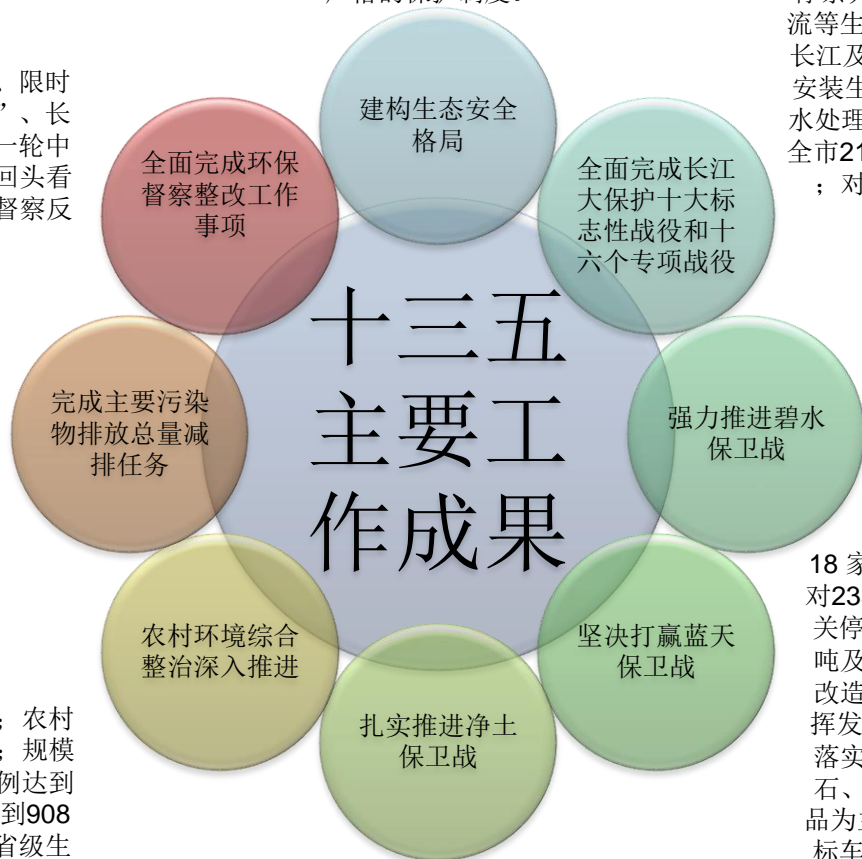 建构生态安全
格局
全面完成长江
大保护十大标
志性战役和十
六个专项战役
强力推进碧水
保卫战
坚决打赢蓝天
保卫战
扎实推进净土
保卫战
农村环境综合
整治深入推进
完成主要污染
物排放总量减
排任务
全面完成环保
督察整改工作
事项
十三五
主要工
作成果
限时
”、长
一轮中
回头看
督察反
流等生
长江及
安装生
水处理
全市21
；对
；农村
；规模
例达到
到908
省级生
18 家
对23
关停
吨及
改造
挥发
落实
石、
品为主
标车